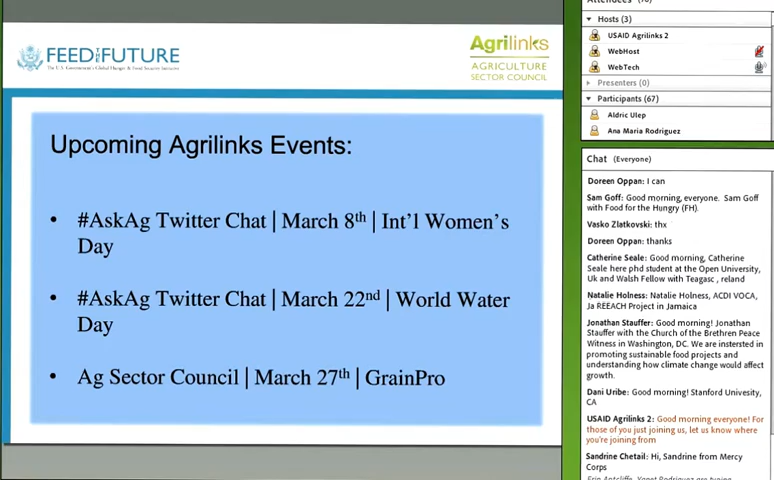 FEED THE FUTURE
The U.S. Government's Global Hunger & Food Security Initiative
Agrilinks
AGRICULTURE
SECTOR COUNCIL
Upcoming Agrilinks Events:
• #AskAg Twitter Chat | March 8th | Int'l Women's
Day
• #AskAg Twitter Chat | March 22nd | World Water
Day
• Ag Sector Council | March 27th | GrainPro
Hosts (3)
USAID Agrilinks 2
WebHost
WebTech
Presenters (0)
Participants (67)
Aldric Ulep
Ana Maria Rodriguez
Chat (Everyone)
Doreen Oppan: I can
Sam Goff: Good morning, everyone. Sam Goff
with Food for the Hungry (FH).
Vasko Zlatkovski: thx
Doreen Oppan: thanks
Catherine Seale: Good morning, Catherine
Seale here phd student at the Open University,
Uk and Walsh Fellow with Teagasc , reland
Natalie Holness: Natalie Holness, ACDI VOCA,
Ja REEACH Project in Jamaica
Jonathan Stauffer: Good morning! Jonathan
Stauffer with the Church of the Brethren Peace
Witness in Washington, DC. We are instersted in
promoting sustainable food projects and
understanding how climate change would affect
growth.
Dani Uribe: Good morning! Stanford Univesity,
CA
USAID Agrilinks 2: Good morning everyone! For
those of you just joining us, let us know where
you're joining from
Sandrine Chetail: Hi, Sandrine from Mercy
Corps